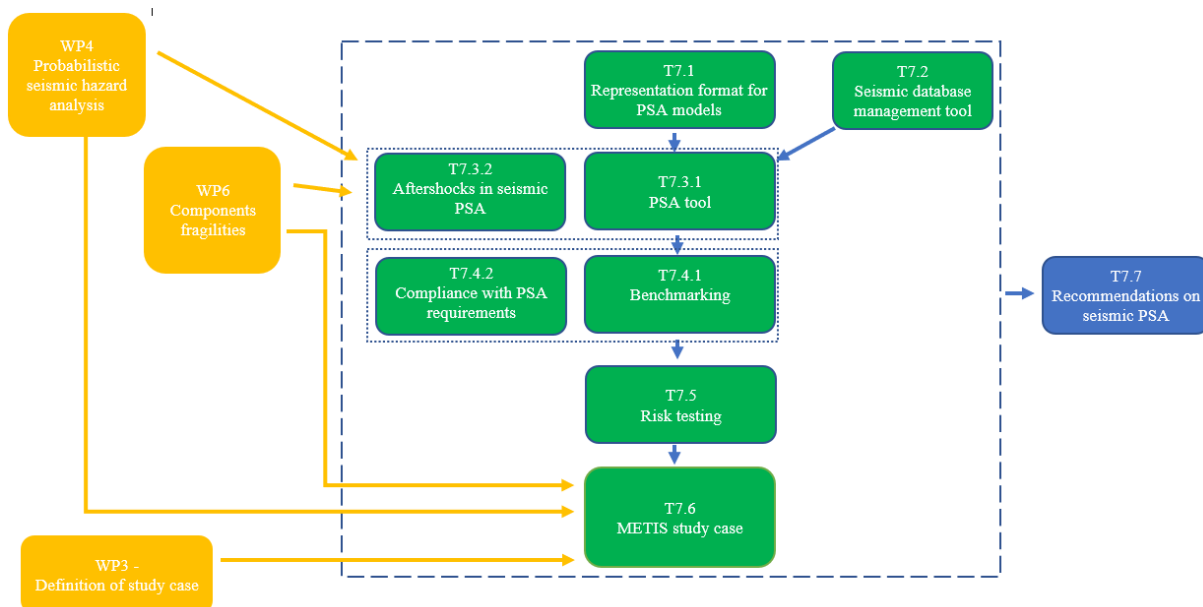 WP4
Probabilistic
seismic hazard
analysis
T7.1
Representation format for
PSA models
T7.2
Seismic database
management tool
WP6
Components
fragilities
T7.3.2
Aftershocks in seismic
PSA
T7.3.1
PSA tool
T7.4.2
Compliance with PSA
requirements
T7.4.1
Benchmarking
T7.7
Recommendations on
seismic PSA
T7.5
Risk testing
T7.6
METIS study case
WP3 -
Definition of study case